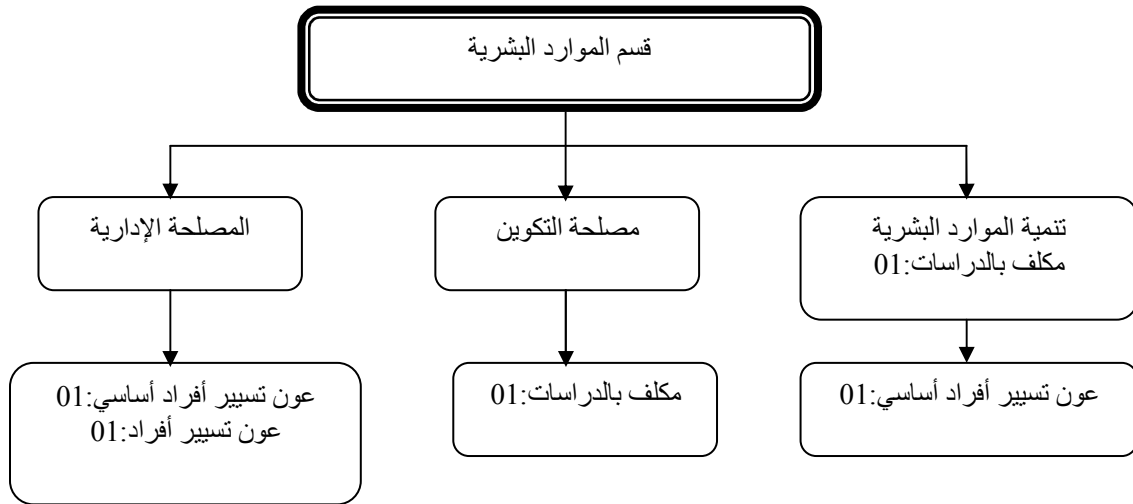 قسم الموارد البشرية
تنمية الموارد البشرية
مكلف بالدراسات:01
مصلحة التكوين
المصلحة الإدارية
عون تسيير أفراد أساسي:01
مكلف بالدراسات:01
عون تسيير أفراد أساسي:01
عون تسيير أفراد:01